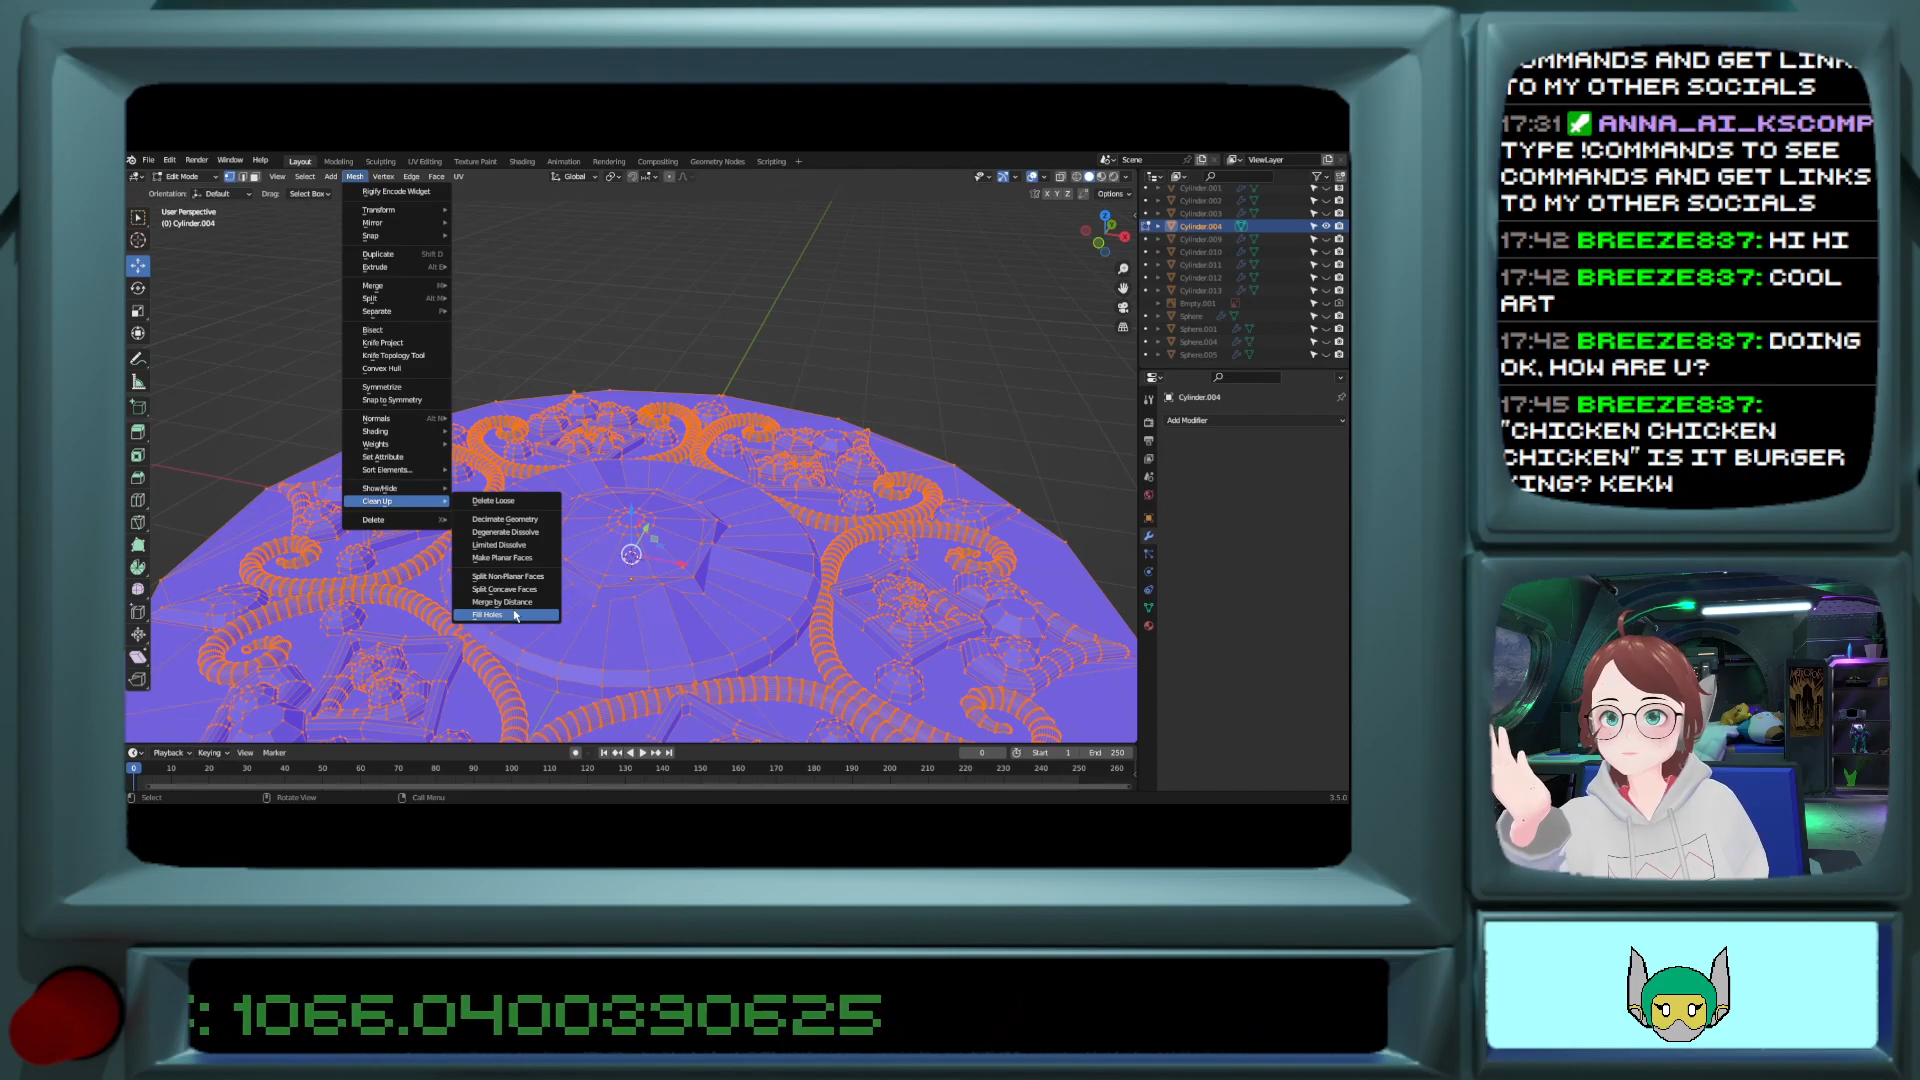 File Edit Render Window Help Layout Modeling Sculpting UV Editing Texture Paint Shading Animation Rendering Compositing Geometry Nodes Scripting + Scene ViewLayer
Edit Mode View Select Add Mesh Vertex Edge Face UV Global
Orientation: Default Drag: Select Box X Y Z Options
User Perspective
(0) Cylinder.004
Rigify Encode Widget
Transform
Mirror
Snap
Duplicate Shift D
Extrude Alt E
Merge M
Split Alt M
Separate P
Bisect
Knife Project
Knife Topology Tool
Convex Hull
Symmetrize
Snap to Symmetry
Normals Alt N
Shading
Weights
Set Attribute
Sort Elements...
Show/Hide
Clean Up
Delete X
Delete Loose
Decimate Geometry
Degenerate Dissolve
Limited Dissolve
Make Planar Faces
Split Non-Planar Faces
Split Concave Faces
Merge by Distance
Fill Holes
Z
Y
X
Cylinder.001
Cylinder.002
Cylinder.003
Cylinder.004
Cylinder.009
Cylinder.010
Cylinder.011
Cylinder.012
Cylinder.013
Empty.001
Sphere
Sphere.001
Sphere.004
Sphere.005
Cylinder.004
Add Modifier
Playback Keying View Marker 0 Start 1 End 250
0 10 20 30 40 50 60 70 80 90 100 110 120 130 140 150 160 170 180 190 200 210 220 230 240 250 260
Select Rotate View Call Menu 3.5.0
COMMANDS AND GET LINKS
TO MY OTHER SOCIALS
17:31 ANNA_AI_KSCOMP
TYPE !COMMANDS TO SEE
COMMANDS AND GET LINKS
TO MY OTHER SOCIALS
17:42 BREEZE837: HI HI
17:42 BREEZE837: COOL
ART
17:42 BREEZE837: DOING
OK, HOW ARE U?
17:45 BREEZE837:
"CHICKEN CHICKEN
CHICKEN" IS IT BURGER
KING? KEKW
: 1066.0400390625